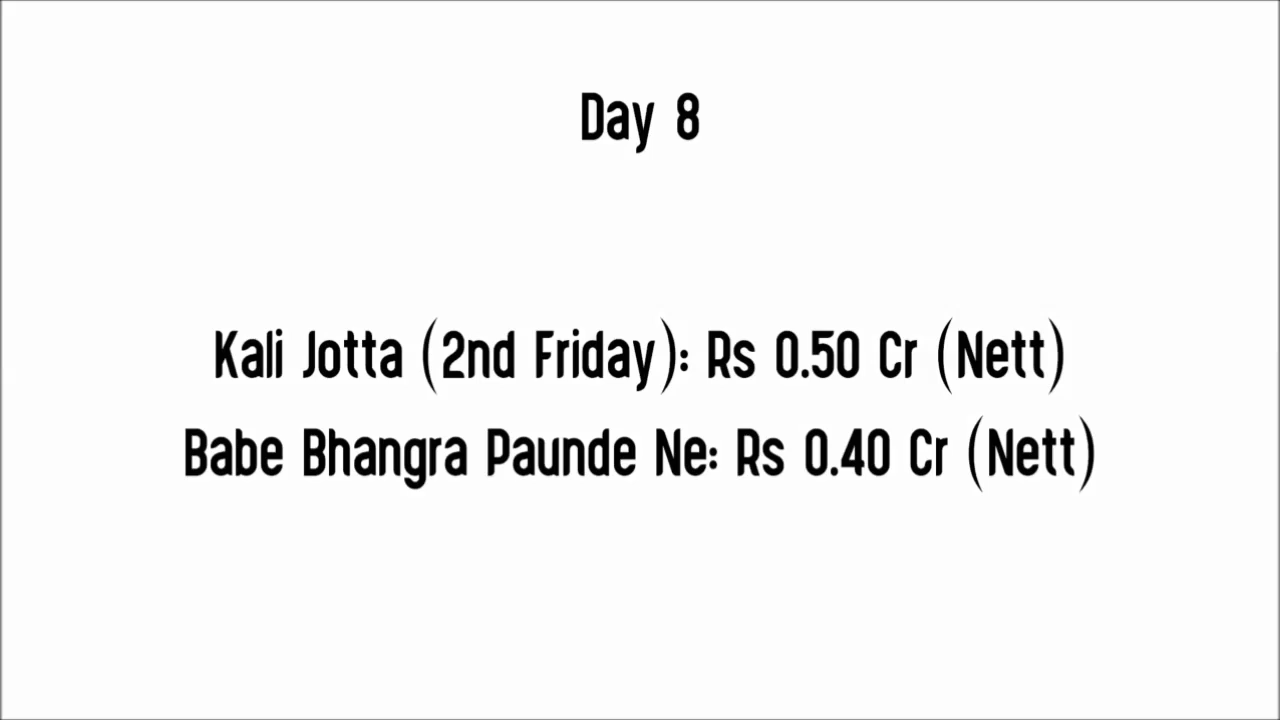 Day 8
Kali Jotta (2nd Friday): Rs 0.50 Cr (Nett)
Babe Bhangra Paunde Ne: Rs 0.40 Cr (Nett)